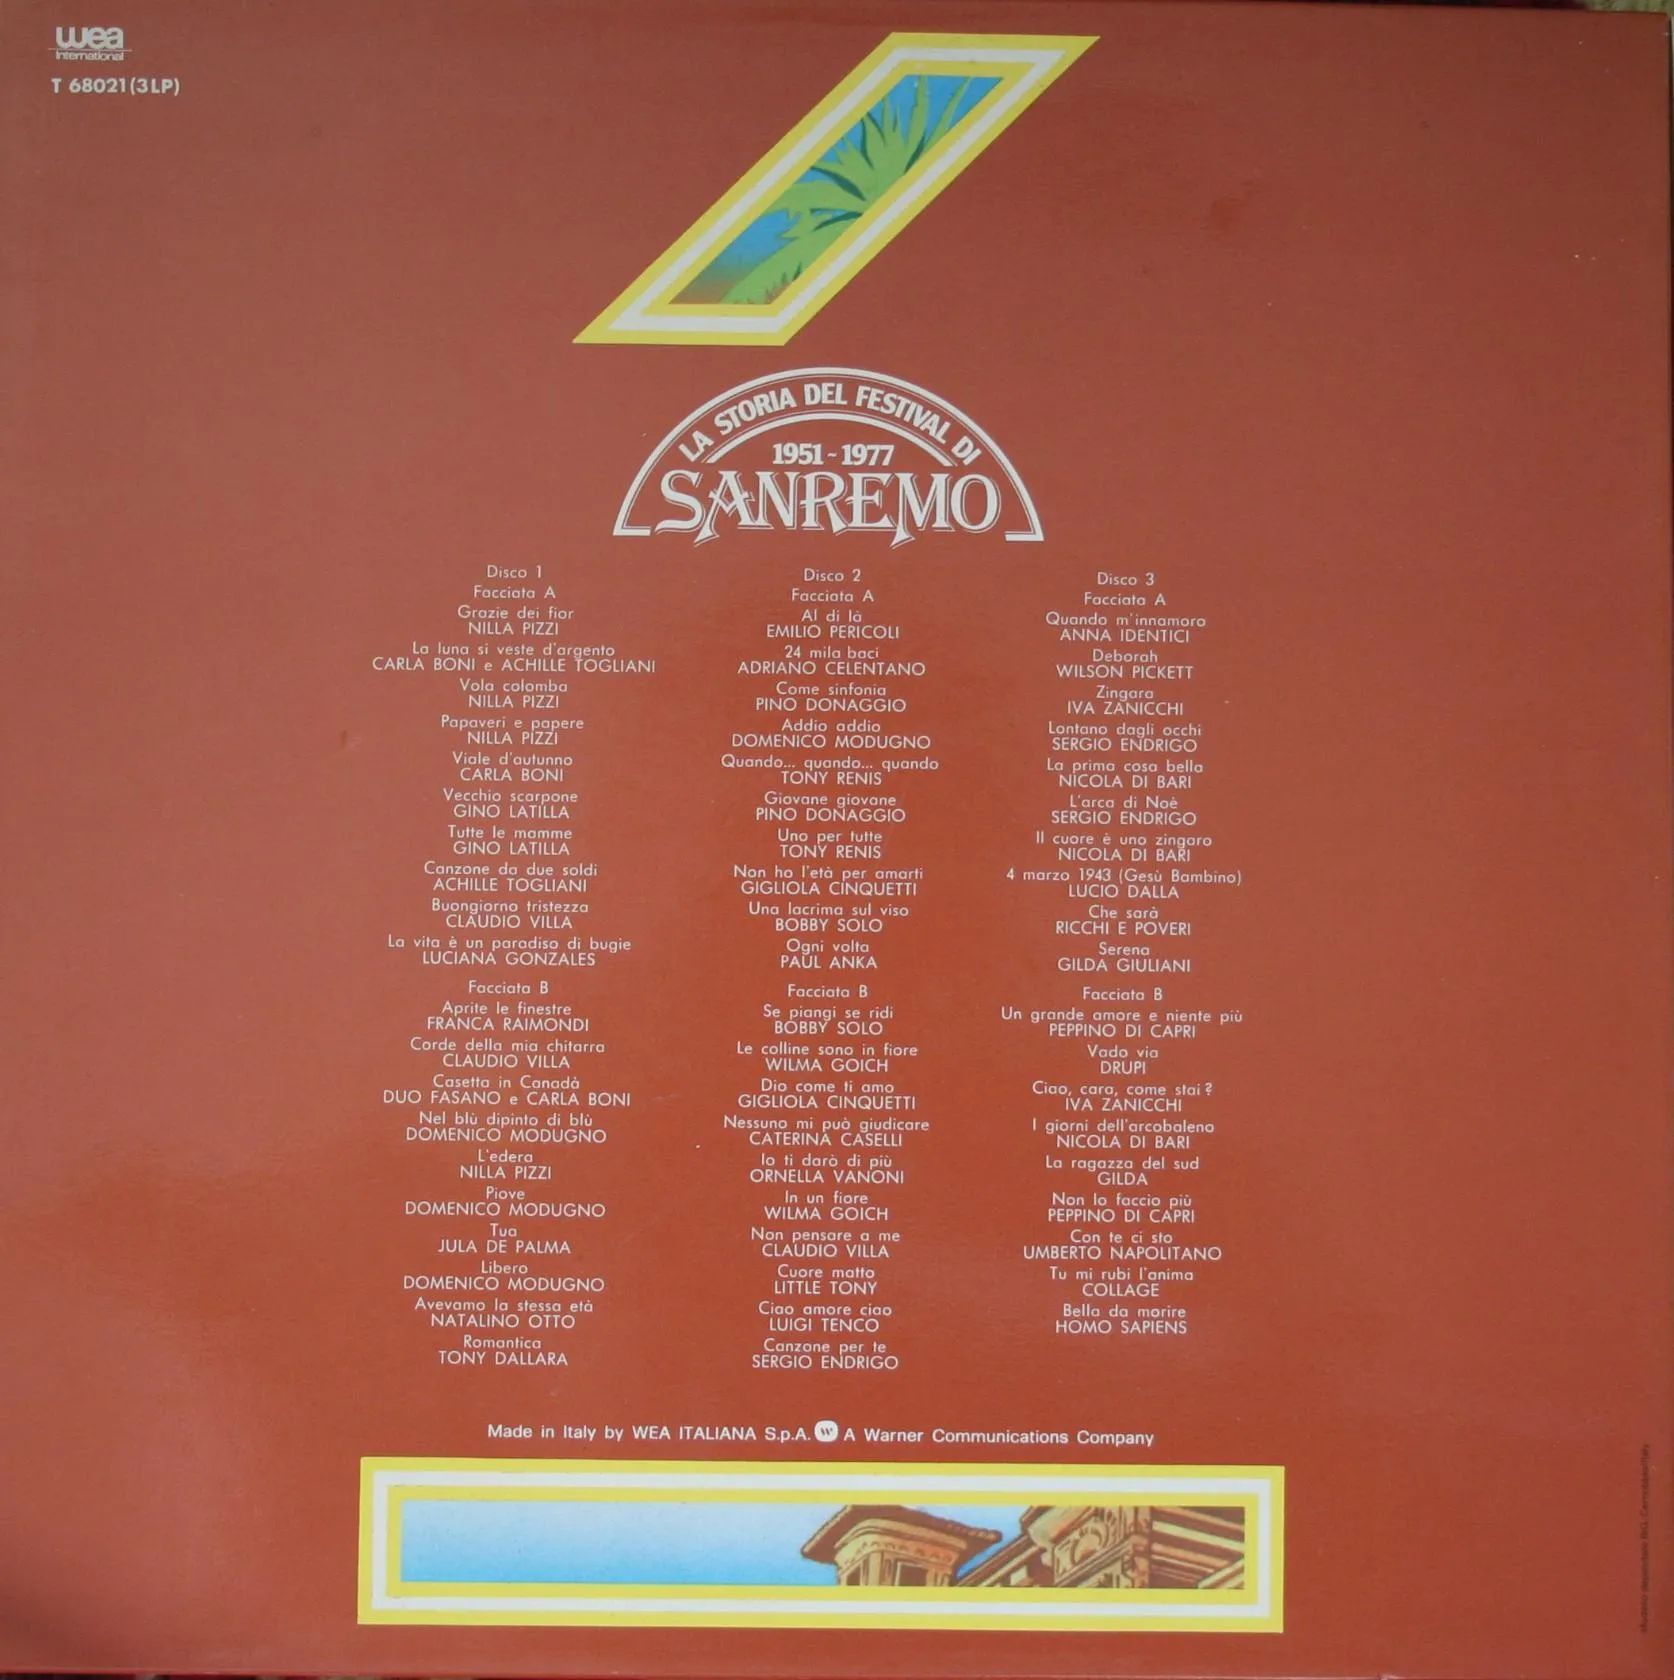 wea
International
T 68021(3LP)
LA STORIA DEL FESTIVAL DI
1951-1977
SANREMO
Disco 1
Facciata A
Grazie dei fior
NILLA PIZZI
La luna si veste d'argento
CARLA BONI e ACHILLE TOGLIANI
Vola colomba
NILLA PIZZI
Papaveri e papere
NILLA PIZZI
Viale d'autunno
CARLA BONI
Vecchio scarpone
GINO LATILLA
Tutte le mamme
GINO LATILLA
Canzone da due soldi
ACHILLE TOGLIANI
Buongiorno tristezza
CLAUDIO VILLA
La vita è un paradiso di bugie
LUCIANA GONZALES
Facciata B
Aprite le finestre
FRANCA RAIMONDI
Corde della mia chitarra
CLAUDIO VILLA
Casetta in Canadà
DUO FASANO e CARLA BONI
Nel blù dipinto di blù
DOMENICO MODUGNO
L'edera
NILLA PIZZI
Piove
DOMENICO MODUGNO
Tua
JULA DE PALMA
Libero
DOMENICO MODUGNO
Avevamo la stessa età
NATALINO OTTO
Romantica
TONY DALLARA
Disco 2
Facciata A
Al di là
EMILIO PERICOLI
24 mila baci
ADRIANO CELENTANO
Come sinfonia
PINO DONAGGIO
Addio addio
DOMENICO MODUGNO
Quando... quando... quando
TONY RENIS
Giovane giovane
PINO DONAGGIO
Uno per tutte
TONY RENIS
Non ho l'età per amarti
GIGLIOLA CINQUETTI
Una lacrima sul viso
BOBBY SOLO
Ogni volta
PAUL ANKA
Facciata B
Se piangi se ridi
BOBBY SOLO
Le colline sono in fiore
WILMA GOICH
Dio come ti amo
GIGLIOLA CINQUETTI
Nessuno mi può giudicare
CATERINA CASELLI
Io ti darò di più
ORNELLA VANONI
In un fiore
WILMA GOICH
Non pensare a me
CLAUDIO VILLA
Cuore matto
LITTLE TONY
Ciao amore ciao
LUIGI TENCO
Canzone per te
SERGIO ENDRIGO
Disco 3
Facciata A
Quando m'innamoro
ANNA IDENTICI
Deborah
WILSON PICKETT
Zingara
IVA ZANICCHI
Lontano dagli occhi
SERGIO ENDRIGO
La prima cosa bella
NICOLA DI BARI
L'arca di Noè
SERGIO ENDRIGO
Il cuore è uno zingaro
NICOLA DI BARI
4 marzo 1943 (Gesù Bambino)
LUCIO DALLA
Che sarà
RICCHI E POVERI
Serena
GILDA GIULIANI
Facciata B
Un grande amore e niente più
PEPPINO DI CAPRI
Vado via
DRUPI
Ciao, cara, come stai?
IVA ZANICCHI
I giorni dell'arcobaleno
NICOLA DI BARI
La ragazza del sud
GILDA
Non lo faccio più
PEPPINO DI CAPRI
Con te ci sto
UMBERTO NAPOLITANO
Tu mi rubi l'anima
COLLAGE
Bella da morire
HOMO SAPIENS
Made in Italy by WEA ITALIANA S.p.A. W A Warner Communications Company